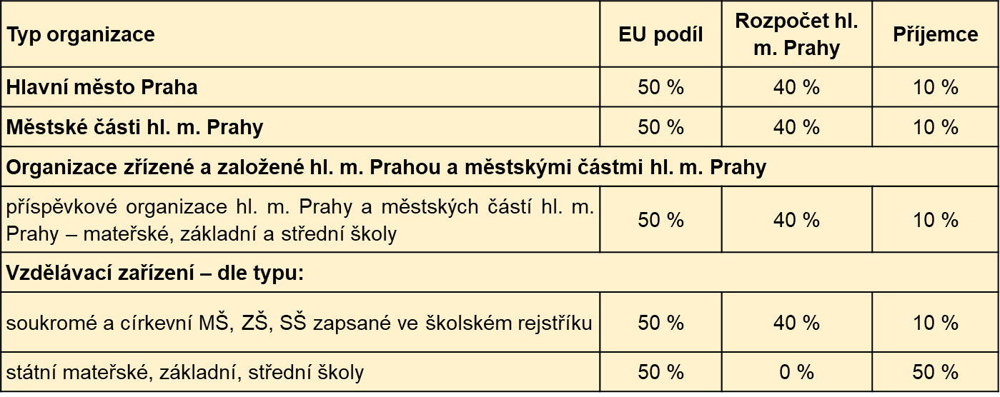 Typ organizace EU podíl Rozpočet hl. m. Prahy Příjemce
Hlavní město Praha 50 % 40 % 10 %
Městské části hl. m. Prahy 50 % 40 % 10 %
Organizace zřízené a založené hl. m. Prahou a městskými částmi hl. m. Prahy
příspěvkové organizace hl. m. Prahy a městských částí hl. m.
Prahy – mateřské, základní a střední školy 50 % 40 % 10 %
Vzdělávací zařízení – dle typu:
soukromé a církevní MŠ, ZŠ, SŠ zapsané ve školském rejstříku 50 % 40 % 10 %
státní mateřské, základní, střední školy 50 % 0 % 50 %